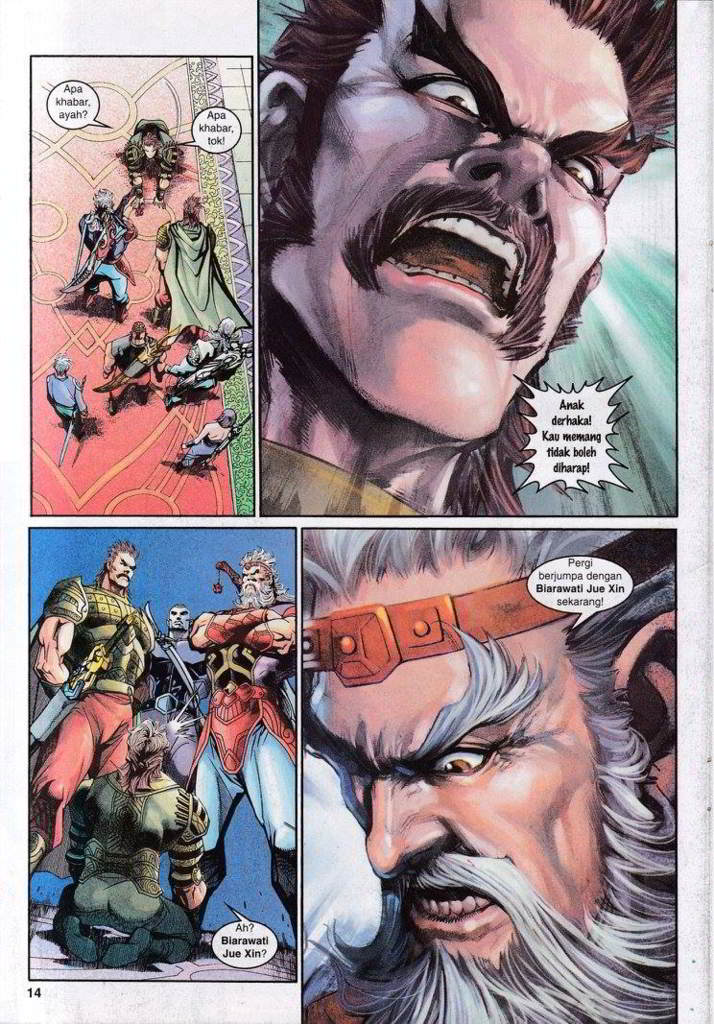 Apa
khabar,
ayah?
Apa
khabar,
tok!
Anak
derhaka!
Kau memang
tidak boleh
diharap!
Ah?
Biarawati
Jue Xin?
Pergi
berjumpa dengan
Biarawati Jue Xin
sekarang!
14